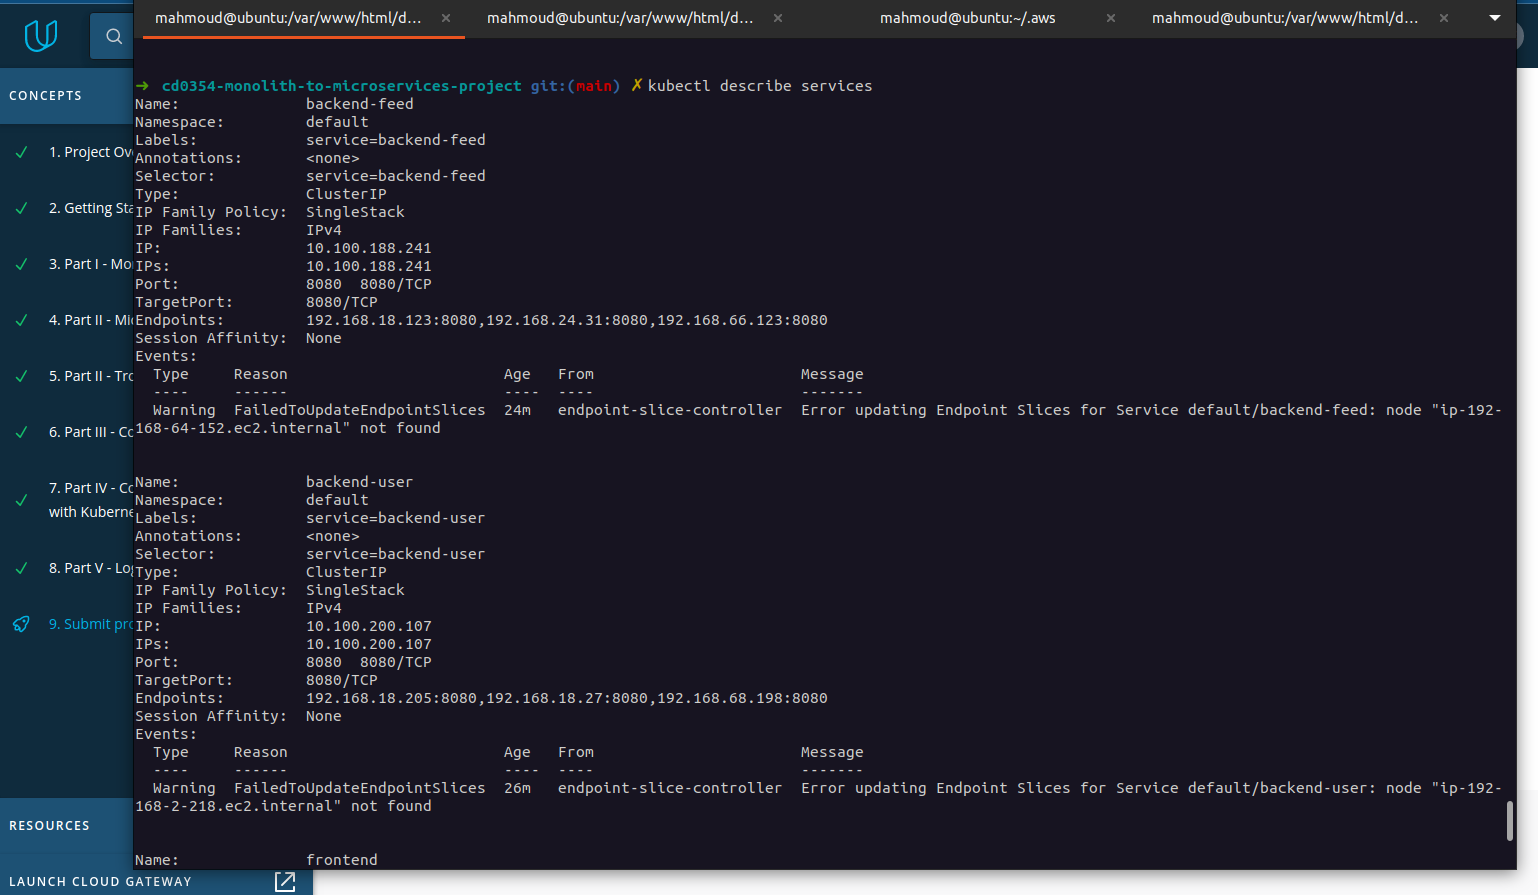 mahmoud@ubuntu:/var/www/html/d... × mahmoud@ubuntu:/var/www/html/d... × mahmoud@ubuntu:~/.aws × mahmoud@ubuntu:/var/www/html/d... ×
CONCEPTS
1. Project Ov
2. Getting Sta
3. Part I - Mo
4. Part II - Mi
5. Part II - Tro
6. Part III - Co
7. Part IV - Co
with Kuberne
8. Part V - Log
9. Submit pro
RESOURCES
LAUNCH CLOUD GATEWAY
→ cd0354-monolith-to-microservices-project git:(main) ✗ kubectl describe services
Name: backend-feed
Namespace: default
Labels: service=backend-feed
Annotations: <none>
Selector: service=backend-feed
Type: ClusterIP
IP Family Policy: SingleStack
IP Families: IPv4
IP: 10.100.188.241
IPs: 10.100.188.241
Port: 8080 8080/TCP
TargetPort: 8080/TCP
Endpoints: 192.168.18.123:8080,192.168.24.31:8080,192.168.66.123:8080
Session Affinity: None
Events:
Type Reason Age From Message
---- ------ ---- ---- -------
Warning FailedToUpdateEndpointSlices 24m endpoint-slice-controller Error updating Endpoint Slices for Service default/backend-feed: node "ip-192-
168-64-152.ec2.internal" not found
Name: backend-user
Namespace: default
Labels: service=backend-user
Annotations: <none>
Selector: service=backend-user
Type: ClusterIP
IP Family Policy: SingleStack
IP Families: IPv4
IP: 10.100.200.107
IPs: 10.100.200.107
Port: 8080 8080/TCP
TargetPort: 8080/TCP
Endpoints: 192.168.18.205:8080,192.168.18.27:8080,192.168.68.198:8080
Session Affinity: None
Events:
Type Reason Age From Message
---- ------ ---- ---- -------
Warning FailedToUpdateEndpointSlices 26m endpoint-slice-controller Error updating Endpoint Slices for Service default/backend-user: node "ip-192-
168-2-218.ec2.internal" not found
Name: frontend